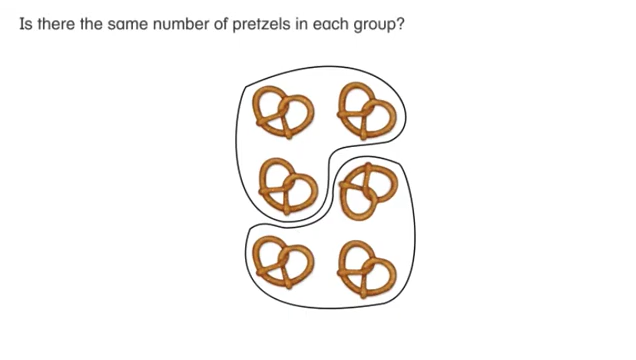 Is there the same number of pretzels in each group?